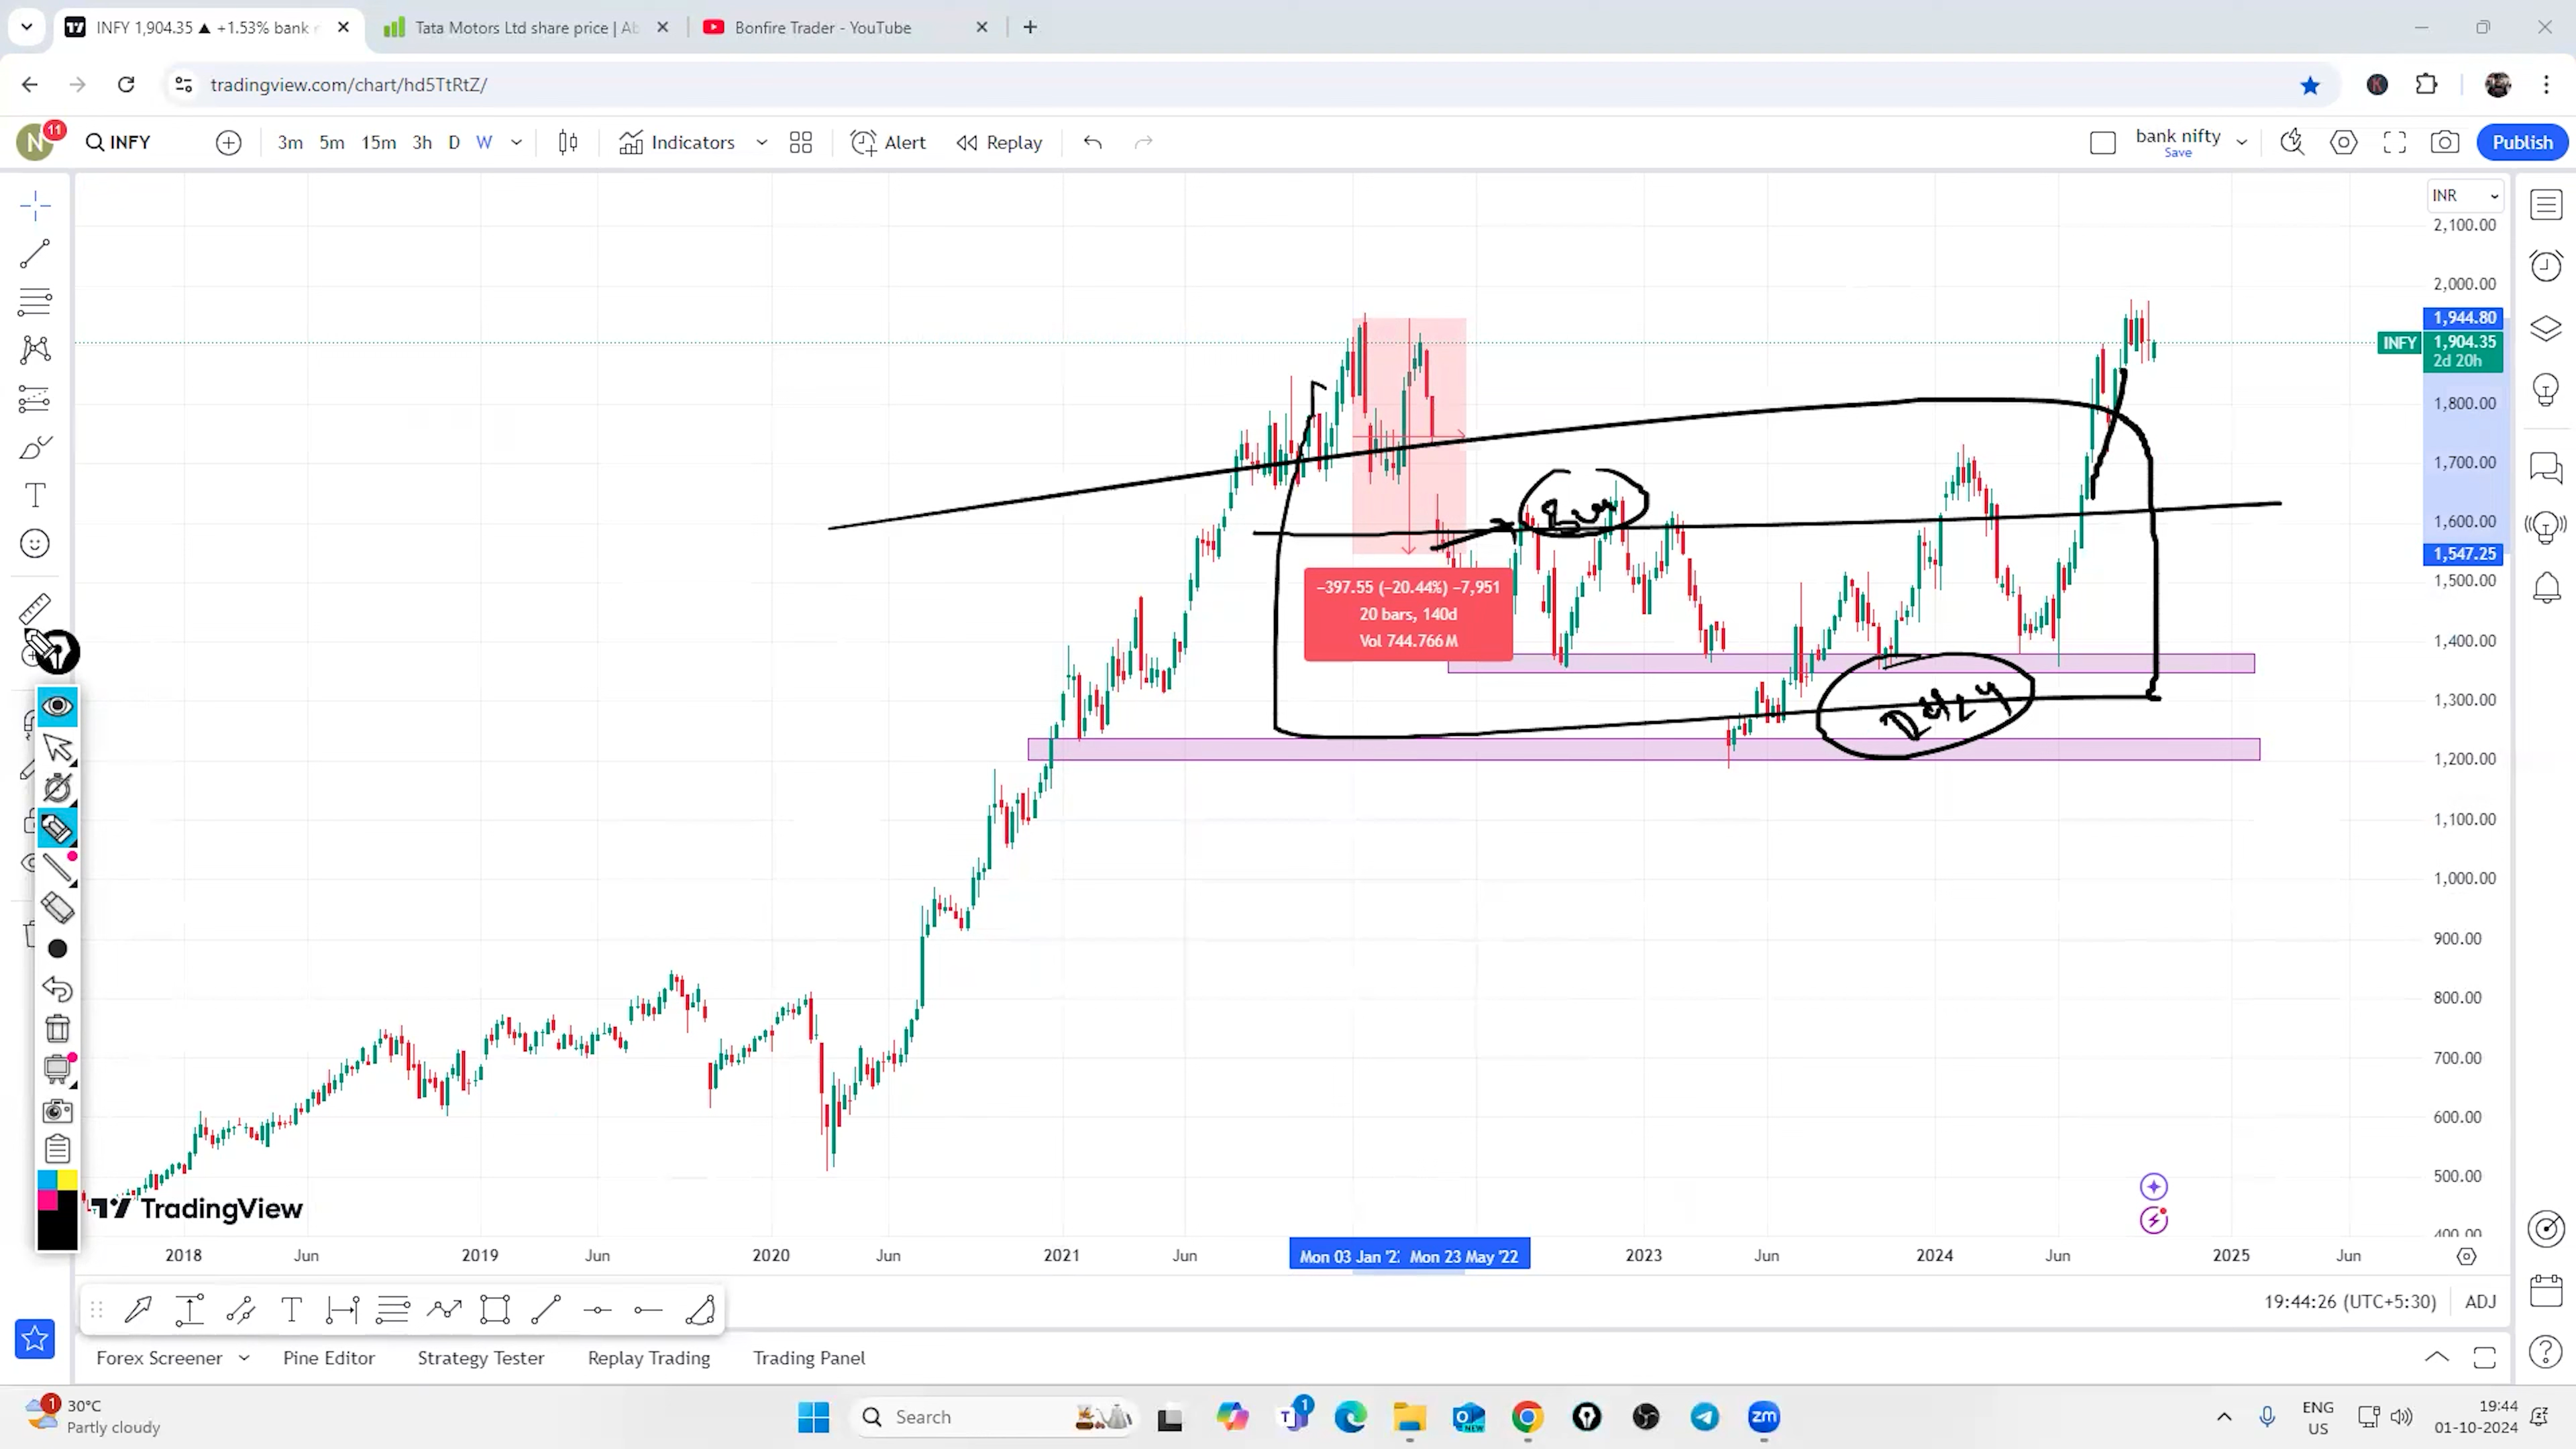 INFY 1,904.35 ▲ +1.53% bank
Tata Motors Ltd share price | Ab
Bonfire Trader - YouTube
tradingview.com/chart/hd5TtRtZ/
N
11
INFY
3m 5m 15m 3h D W
Indicators
Alert
Replay
bank nifty
Save
Publish
INR
2,100.00
2,000.00
1,944.80
INFY 1,904.35
2d 20h
1,800.00
1,700.00
1,600.00
1,547.25
1,500.00
1,400.00
1,300.00
1,200.00
1,100.00
1,000.00
900.00
800.00
700.00
600.00
500.00
400.00
−397.55 (−20.44%) −7,951
20 bars, 140d
Vol 744.766M
TradingView
2018 Jun 2019 Jun 2020 Jun 2021 Jun Mon 03 Jan '22 Mon 23 May '22 2023 Jun 2024 Jun 2025 Jun
19:44:26 (UTC+5:30) ADJ
Forex Screener Pine Editor Strategy Tester Replay Trading Trading Panel
1
30°C
Partly cloudy
Search
1
zm
ENG
US
19:44
01-10-2024